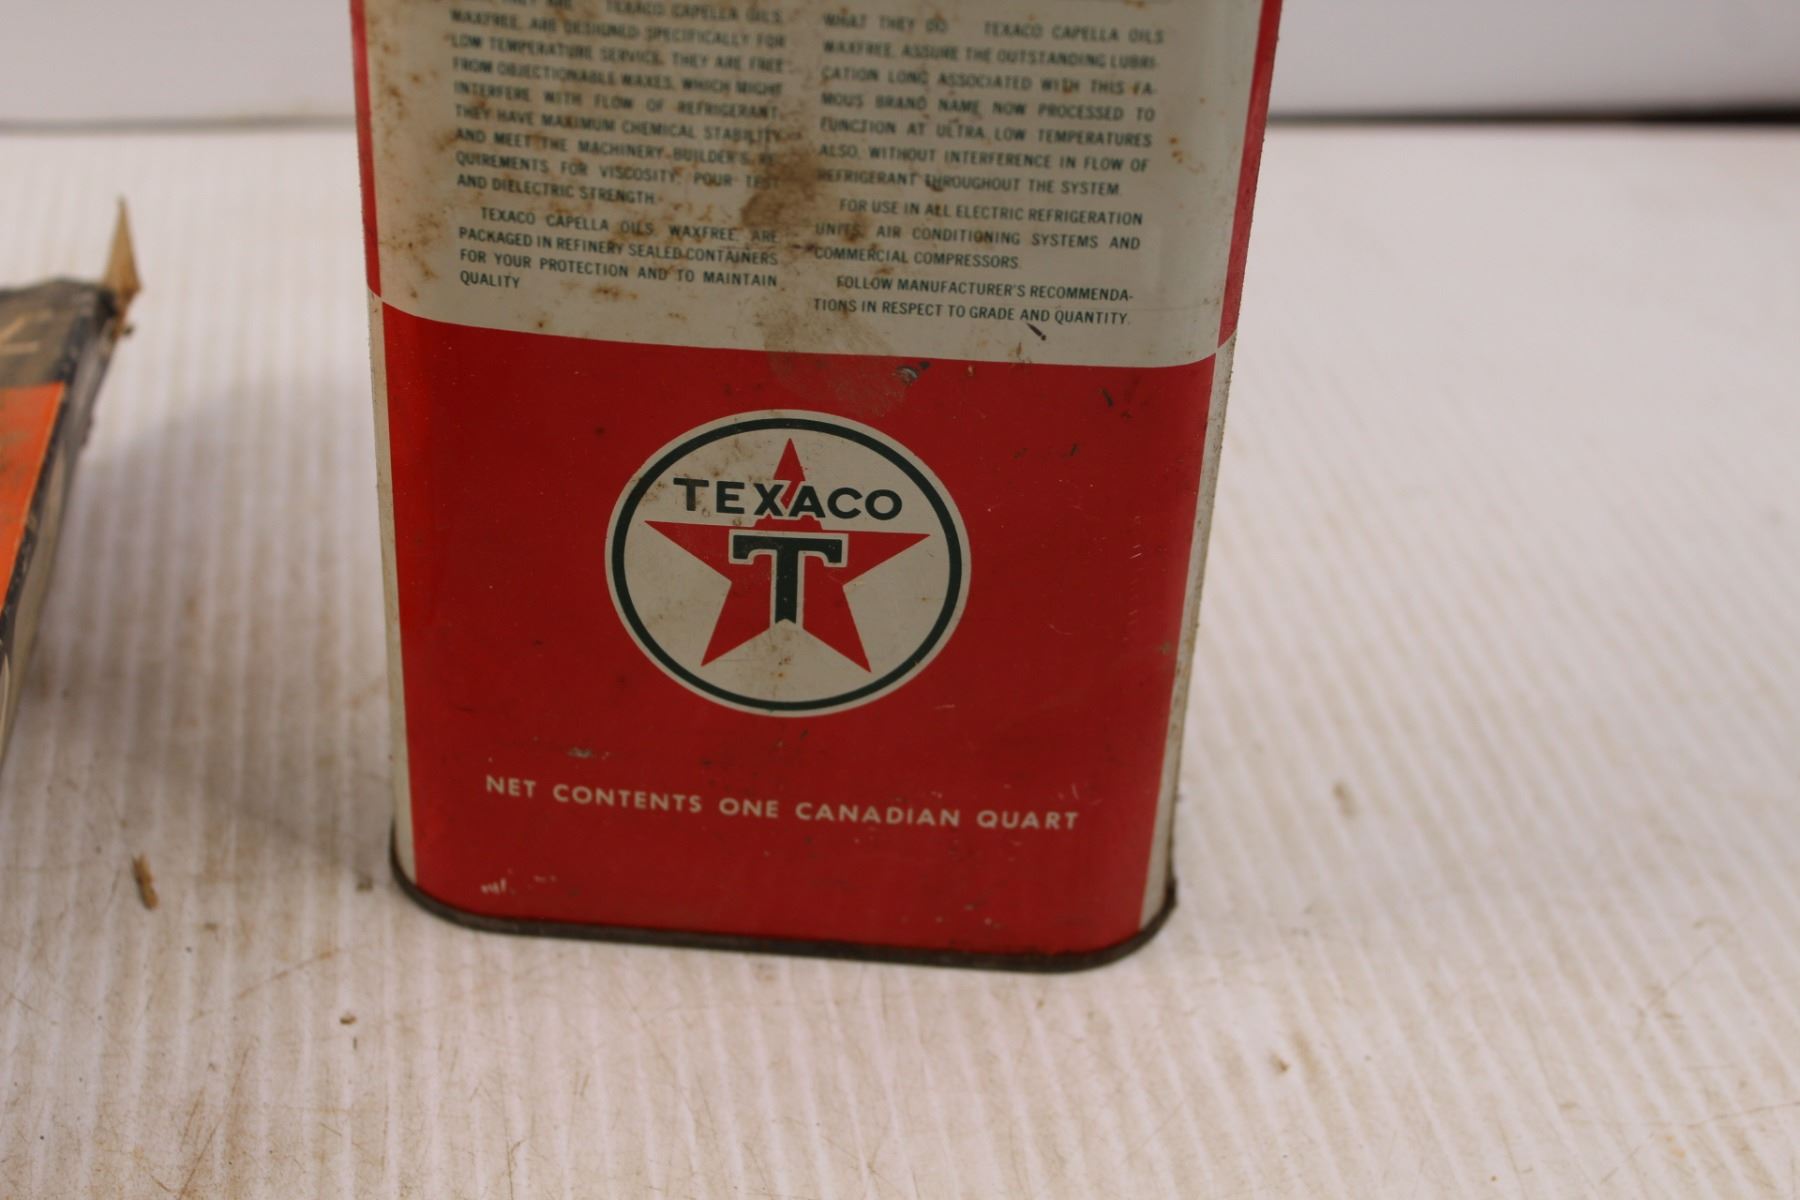 THEY ARE TEXACO CAPELLA OILS,
WAXFREE, ARE DESIGNED SPECIFICALLY FOR
LOW TEMPERATURE SERVICE. THEY ARE FREE
FROM OBJECTIONABLE WAXES, WHICH MIGHT
INTERFERE WITH FLOW OF REFRIGERANT.
THEY HAVE MAXIMUM CHEMICAL STABILITY
AND MEET THE MACHINERY BUILDER'S RE-
QUIREMENTS FOR VISCOSITY, POUR TEST
AND DIELECTRIC STRENGTH.
TEXACO CAPELLA OILS, WAXFREE, ARE
PACKAGED IN REFINERY SEALED CONTAINERS
FOR YOUR PROTECTION AND TO MAINTAIN
QUALITY
WHAT THEY DO TEXACO CAPELLA OILS
WAXFREE, ASSURE THE OUTSTANDING LUBRI-
CATION LONG ASSOCIATED WITH THIS FA-
MOUS BRAND NAME, NOW PROCESSED TO
FUNCTION AT ULTRA LOW TEMPERATURES
ALSO, WITHOUT INTERFERENCE IN FLOW OF
REFRIGERANT THROUGHOUT THE SYSTEM.
FOR USE IN ALL ELECTRIC REFRIGERATION
UNITS, AIR CONDITIONING SYSTEMS AND
COMMERCIAL COMPRESSORS.
FOLLOW MANUFACTURER'S RECOMMENDA-
TIONS IN RESPECT TO GRADE AND QUANTITY.
TEXACO
T
NET CONTENTS ONE CANADIAN QUART